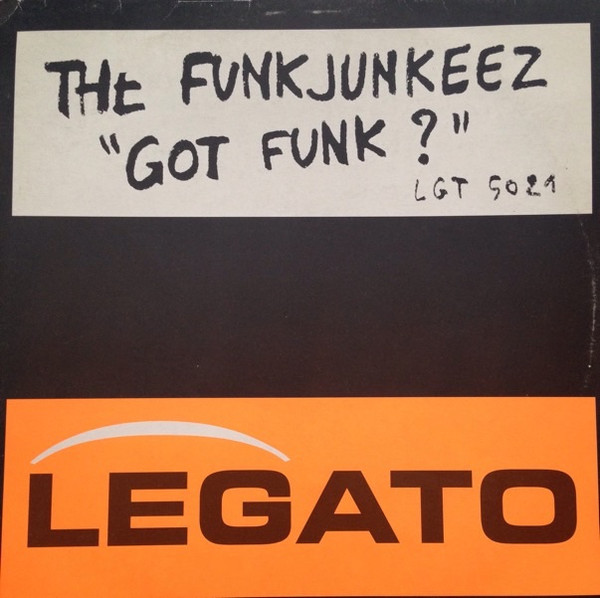 THE FUNKJUNKEEZ
"GOT FUNK?"
LGT 5021
LEGATO